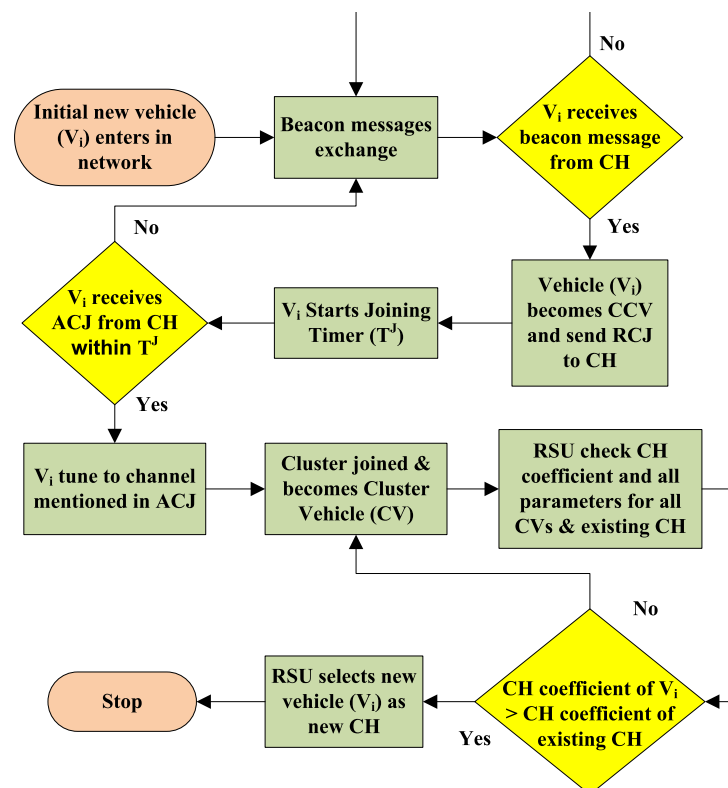 No
Initial new vehicle
(Vi) enters in
network
Beacon messages
exchange
Vi receives
beacon message
from CH
No
Yes
Vi receives
ACJ from CH
within TJ
Vi Starts Joining
Timer (TJ)
Vehicle (Vi)
becomes CCV
and send RCJ
to CH
Yes
Vi tune to channel
mentioned in ACJ
Cluster joined &
becomes Cluster
Vehicle (CV)
RSU check CH
coefficient and all
parameters for all
CVs & existing CH
No
Stop
RSU selects new
vehicle (Vi) as
new CH
Yes
CH coefficient of Vi
> CH coefficient of
existing CH